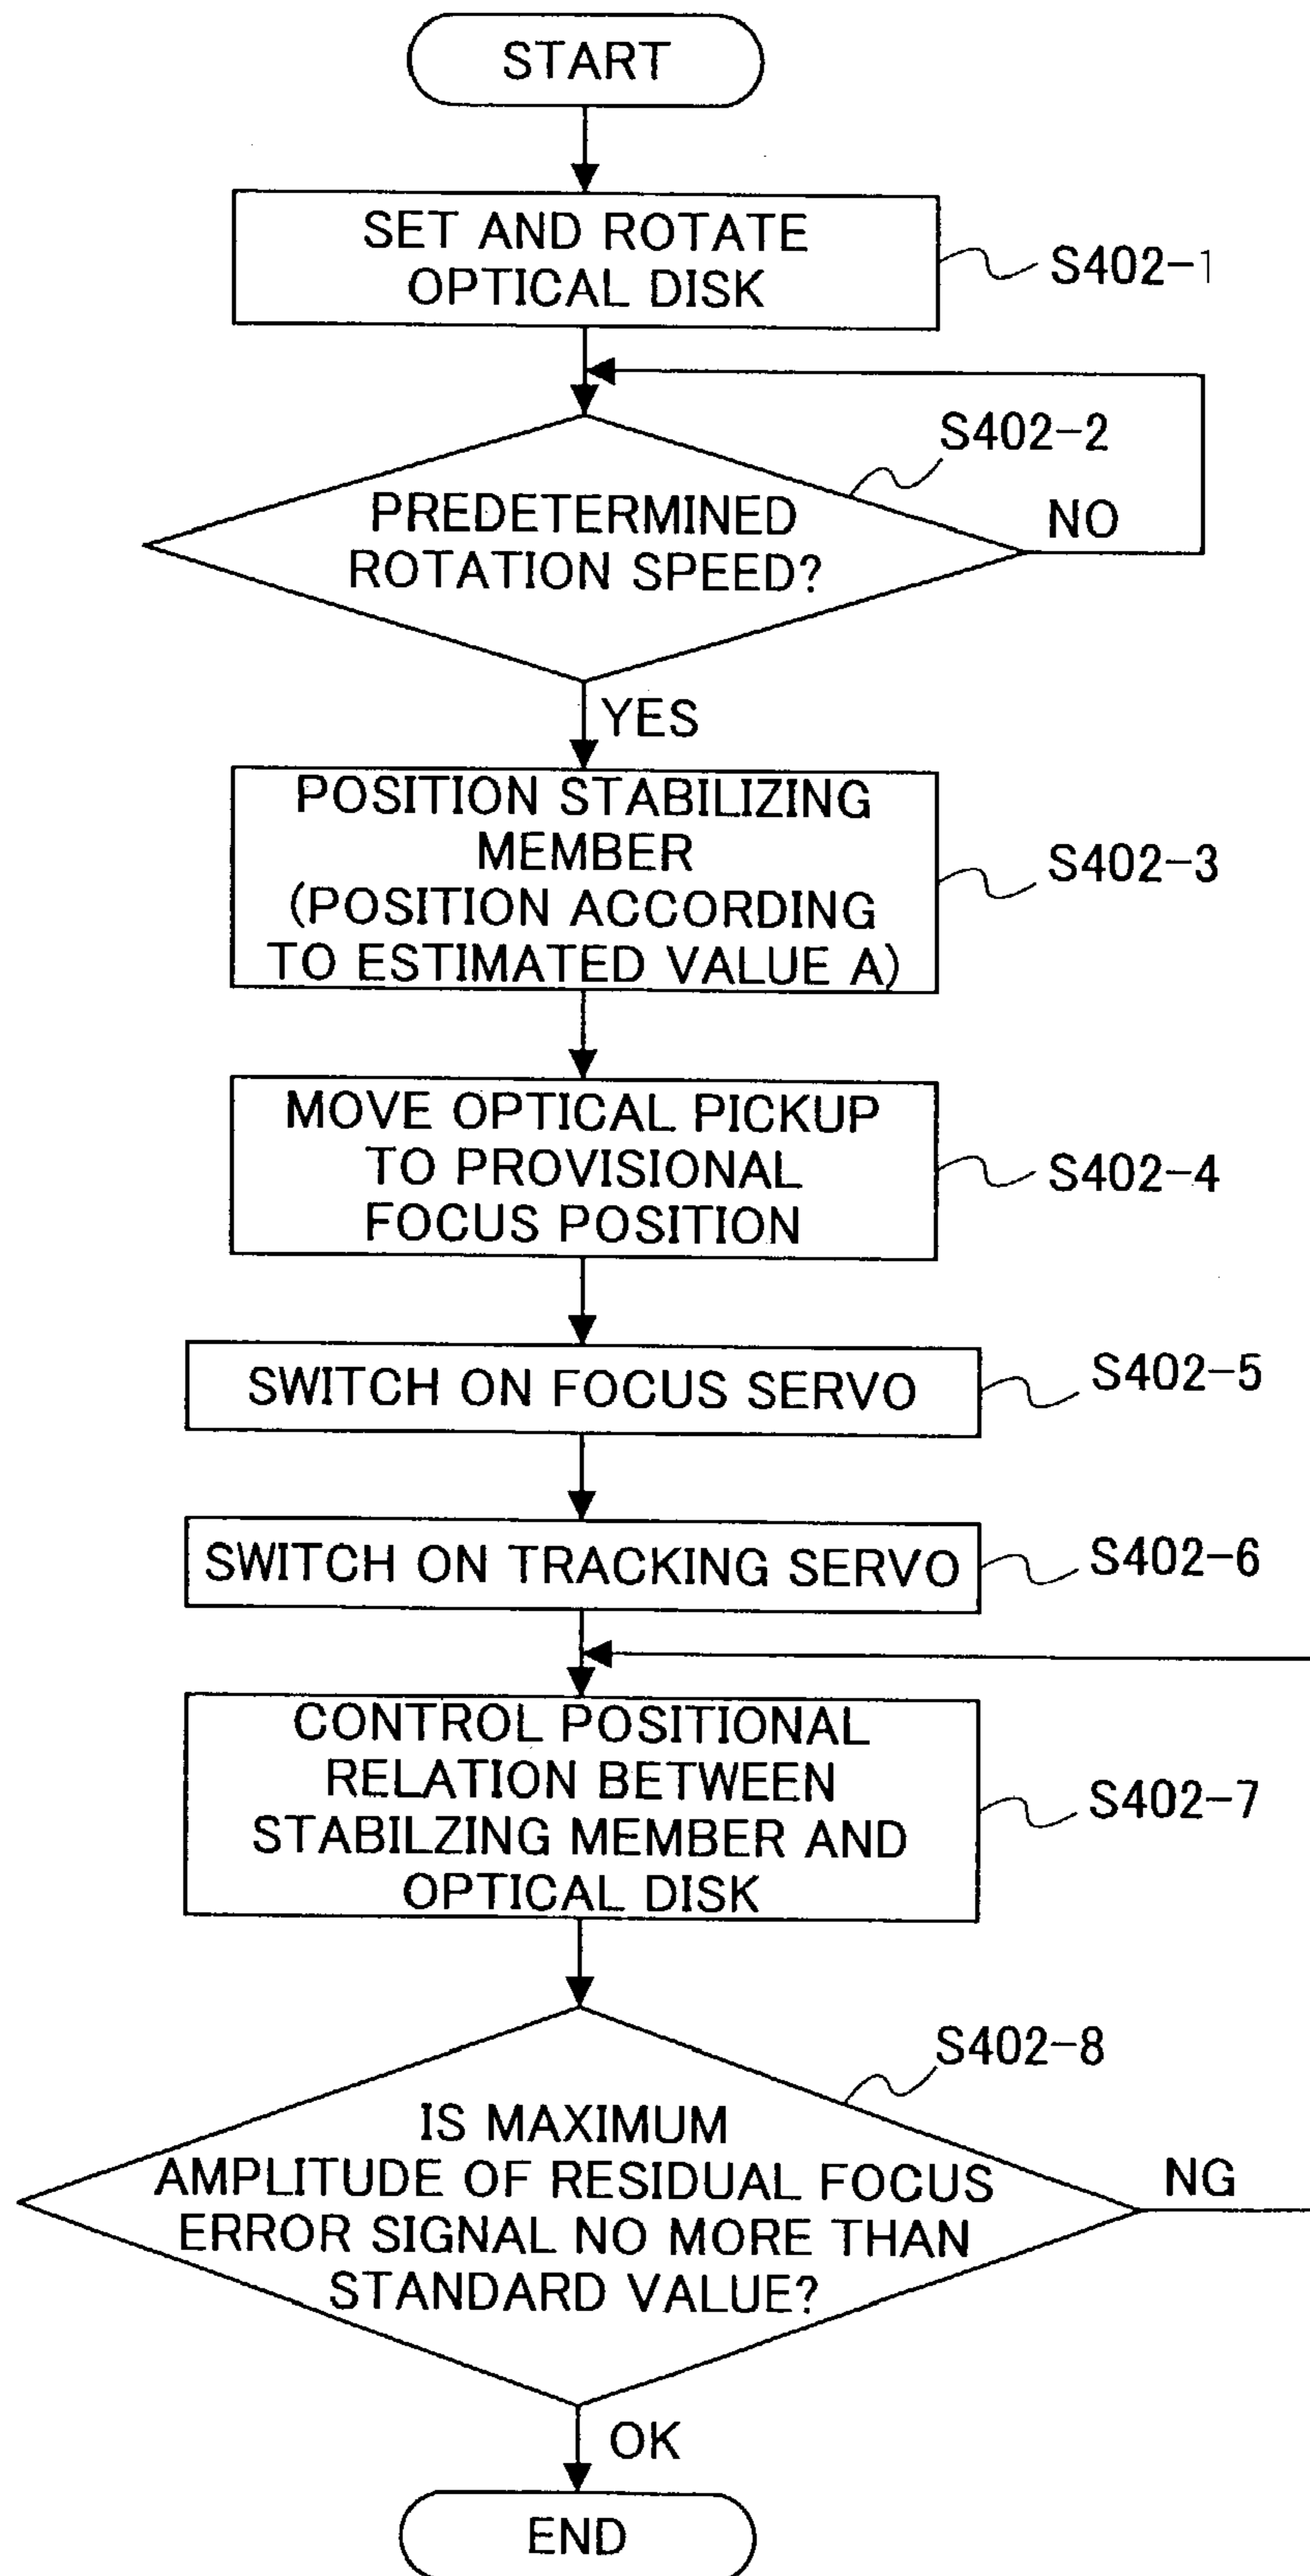 START
SET AND ROTATE
OPTICAL DISK
S402-1
S402-2
PREDETERMINED
ROTATION SPEED?
NO
YES
POSITION STABILIZING
MEMBER
(POSITION ACCORDING
TO ESTIMATED VALUE A)
S402-3
MOVE OPTICAL PICKUP
TO PROVISIONAL
FOCUS POSITION
S402-4
SWITCH ON FOCUS SERVO
S402-5
SWITCH ON TRACKING SERVO
S402-6
CONTROL POSITIONAL
RELATION BETWEEN
STABILZING MEMBER AND
OPTICAL DISK
S402-7
S402-8
IS MAXIMUM
AMPLITUDE OF RESIDUAL FOCUS
ERROR SIGNAL NO MORE THAN
STANDARD VALUE?
NG
OK
END